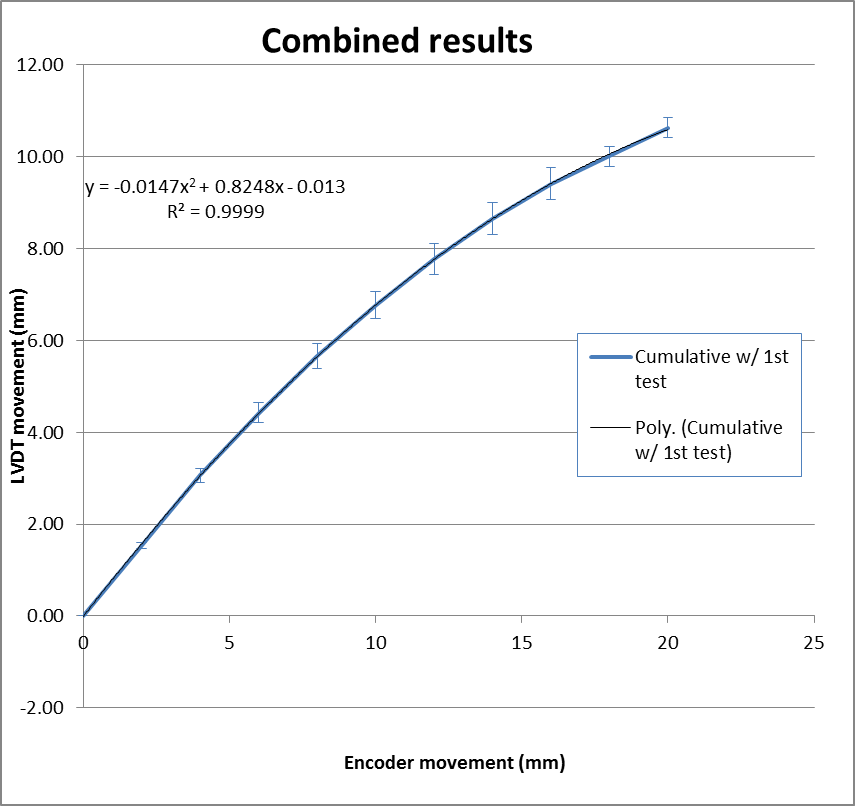 Combined results
12.00
10.00
8.00
6.00
4.00
2.00
0.00
-2.00
y = -0.0147x² + 0.8248x - 0.013
R² = 0.9999
LVDT movement (mm)
Cumulative w/ 1st
test
Poly. (Cumulative
w/ 1st test)
0 5 10 15 20 25
Encoder movement (mm)